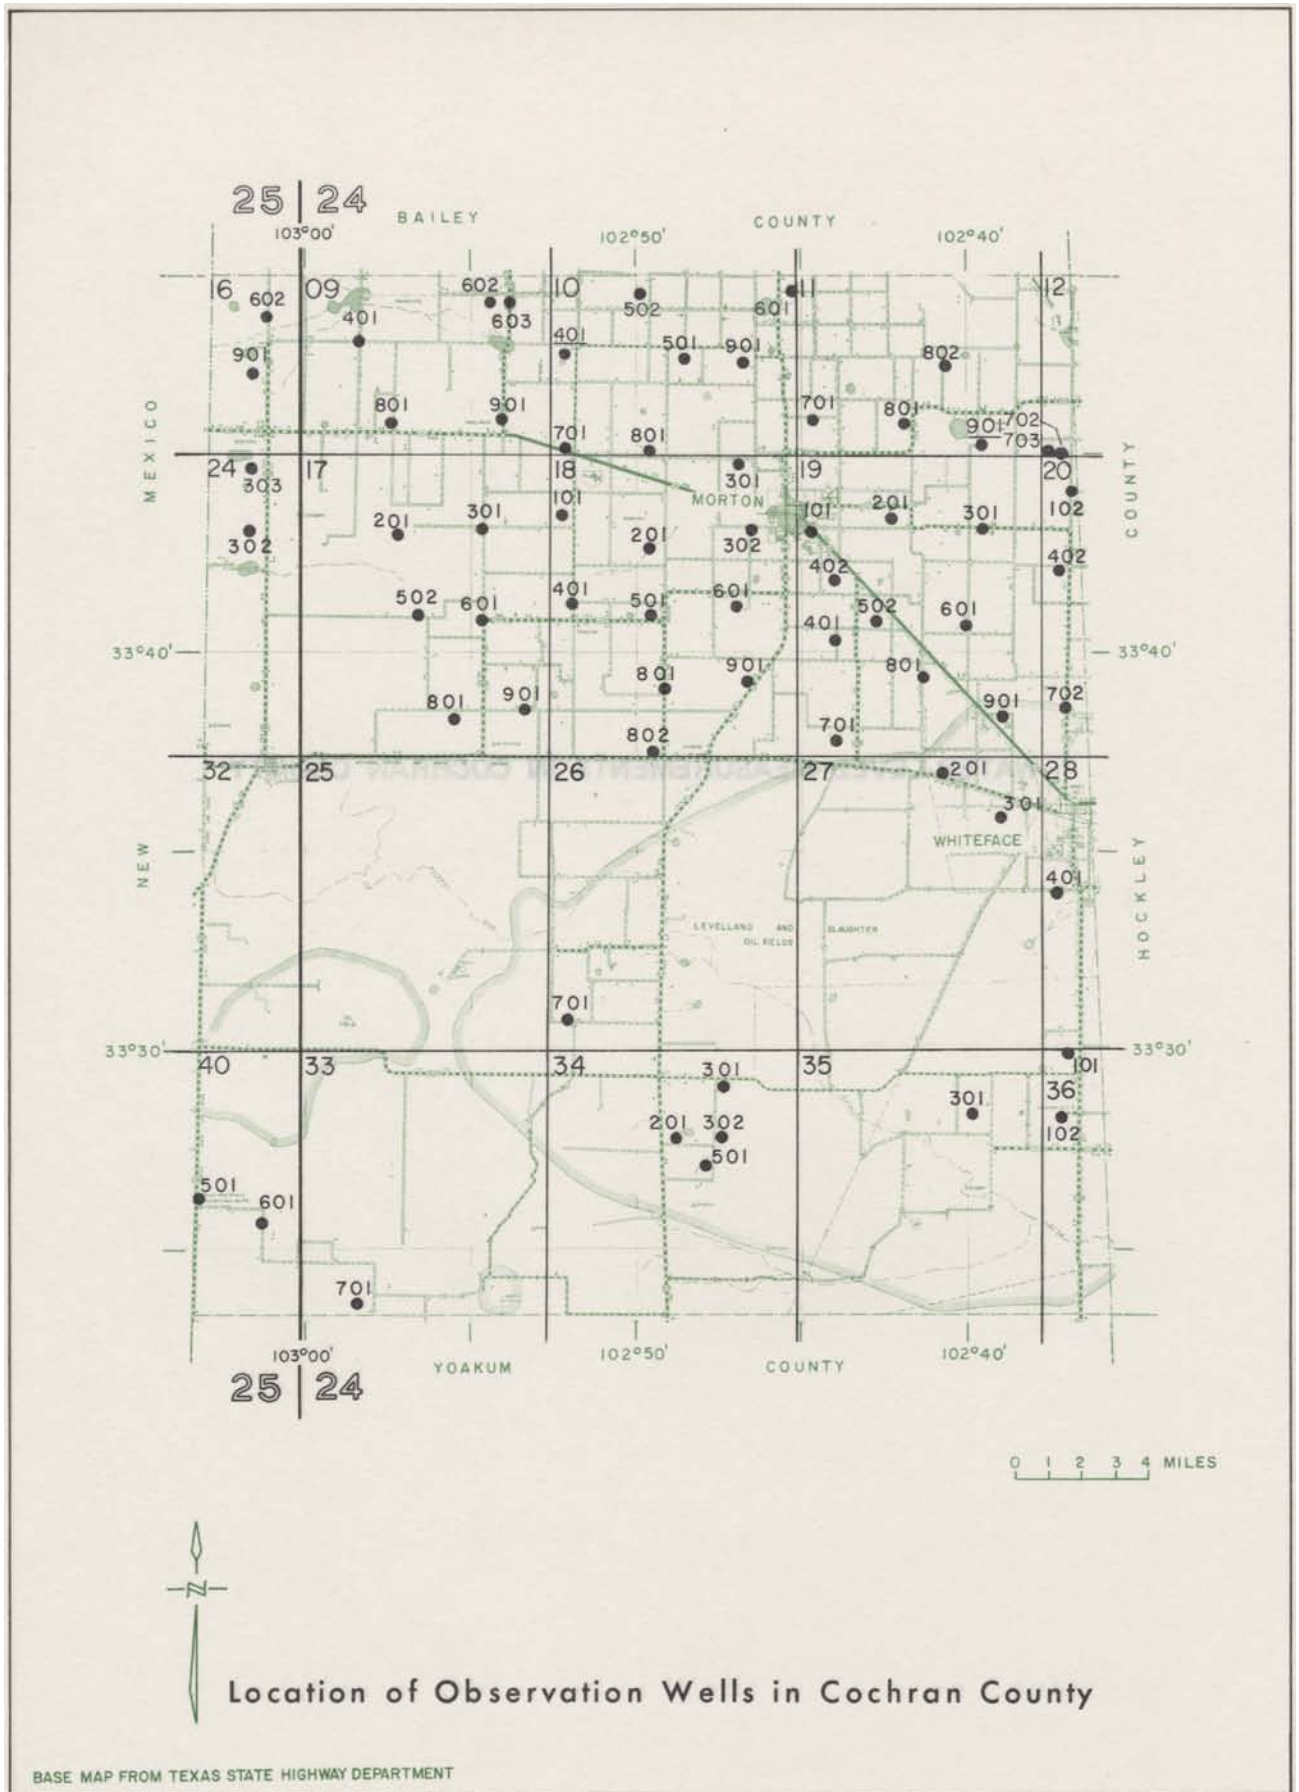 25 | 24
BAILEY COUNTY
103°00' 102°50' 102°40'
16 09 10 11 12
602 602 603 502 601
401 401 501 901 802
901
801 901 701 801 701 801 901 702
703
24 17 18 19 20
303 301 MORTON
MEXICO COUNTY
302 201 301 101 201 302 101 201 301 102
402 402
502 601 401 501 601 401 502 601
33°40' 33°40'
801 901 801 901 801 702
802 701 901
32 25 26 27 28
201
301
NEW WHITEFACE HOCKLEY
401
LEVELLAND AND SLAUGHTER
OIL FIELDS
701
33°30' 33°30'
40 33 34 35 101
301 36
201 302 301 102
501
501 601
701
103°00' 102°50' 102°40'
YOAKUM COUNTY
25 | 24
0 1 2 3 4 MILES
N
Location of Observation Wells in Cochran County
BASE MAP FROM TEXAS STATE HIGHWAY DEPARTMENT